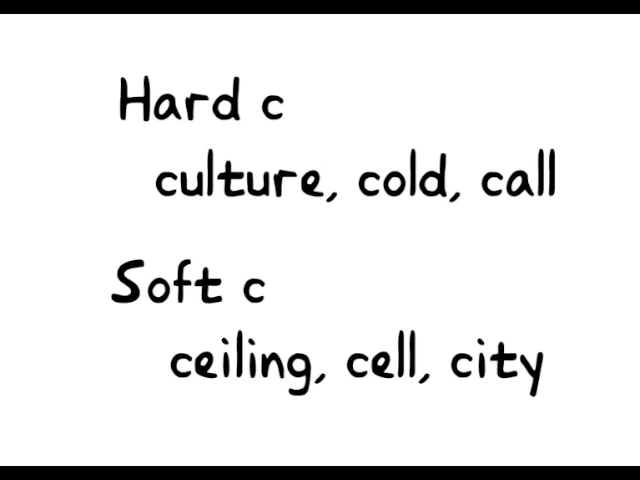 Hard c
culture, cold, call
Soft c
ceiling, cell, city